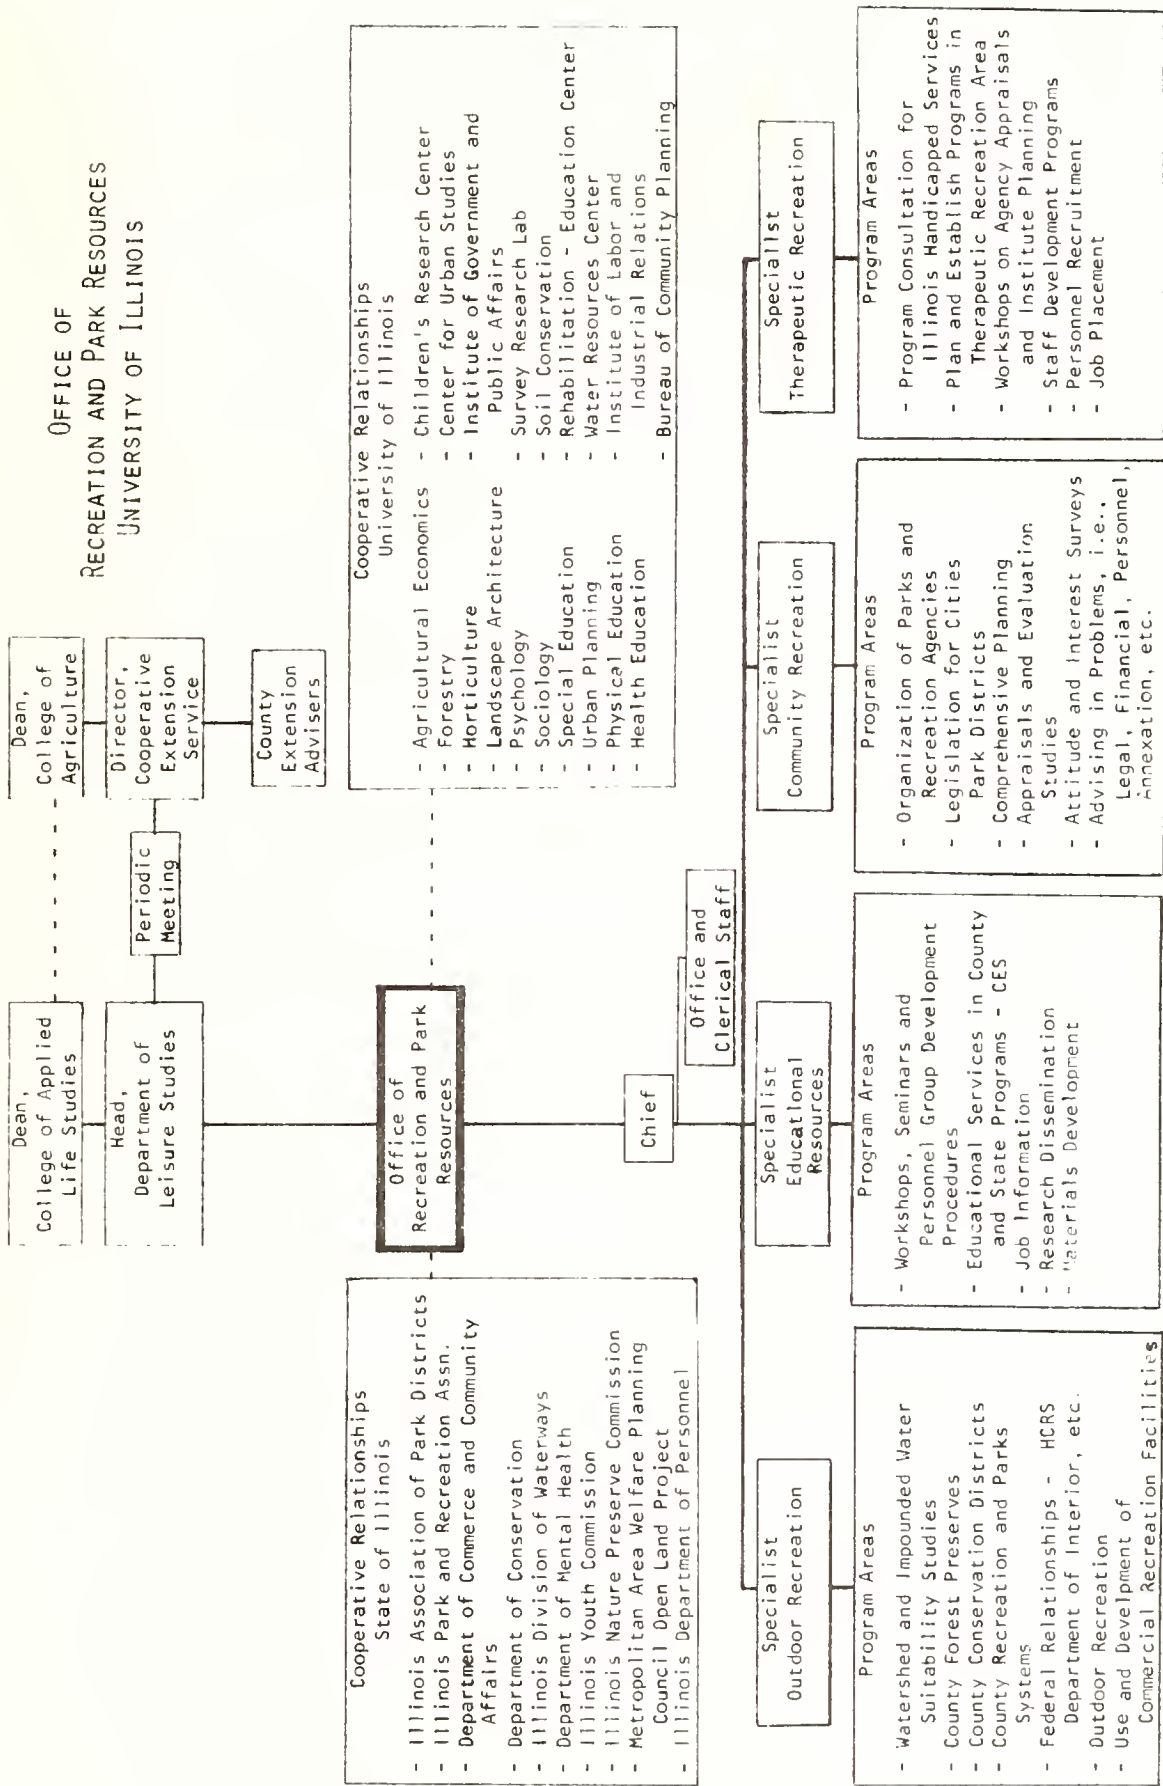 OFFICE OF
RECREATION AND PARK RESOURCES
UNIVERSITY OF ILLINOIS
Dean,
College of Applied
Life Studies
Dean,
College of
Agriculture
Head,
Department of
Leisure Studies
Periodic
Meeting
Director,
Cooperative
Extension
Service
County
Extension
Advisers
Cooperative Relationships
State of Illinois
- Illinois Association of Park Districts
- Illinois Park and Recreation Assn.
- Department of Commerce and Community
Affairs
- Department of Conservation
- Illinois Division of Waterways
- Department of Mental Health
- Illinois Youth Commission
- Illinois Nature Preserve Commission
- Metropolitan Area Welfare Planning
Council Open Land Project
- Illinois Department of Personnel
Office of
Recreation and Park
Resources
Cooperative Relationships
University of Illinois
- Agricultural Economics
- Forestry
- Horticulture
- Landscape Architecture
- Psychology
- Sociology
- Special Education
- Urban Planning
- Physical Education
- Health Education
- Children's Research Center
- Center for Urban Studies
- Institute of Government and
Public Affairs
- Survey Research Lab
- Soil Conservation
- Rehabilitation - Education Center
- Water Resources Center
- Institute of Labor and
Industrial Relations
- Bureau of Community Planning
Chief
Office and
Clerical Staff
Specialist
Outdoor Recreation
Specialist
Educational
Resources
Specialist
Community Recreation
Specialist
Therapeutic Recreation
Program Areas
- Watershed and Impounded Water
Suitability Studies
- County Forest Preserves
- County Conservation Districts
- County Recreation and Parks
Systems
- Federal Relationships - HCRS
Department of Interior, etc.
- Outdoor Recreation
- Use and Development of
Commercial Recreation Facilities
Program Areas
- Workshops, Seminars and
Personnel Group Development
Procedures
- Educational Services in County
and State Programs - CES
- Job Information
- Research Dissemination
- Materials Development
Program Areas
- Organization of Parks and
Recreation Agencies
- Legislation for Cities
Park Districts
- Comprehensive Planning
- Appraisals and Evaluation
Studies
- Attitude and Interest Surveys
- Advising in Problems, i.e.,
Legal, Financial, Personnel,
Annexation, etc.
Program Areas
- Program Consultation for
Illinois Handicapped Services
- Plan and Establish Programs in
Therapeutic Recreation Area
- Workshops on Agency Appraisals
and Institute Planning
- Staff Development Programs
- Personnel Recruitment
- Job Placement